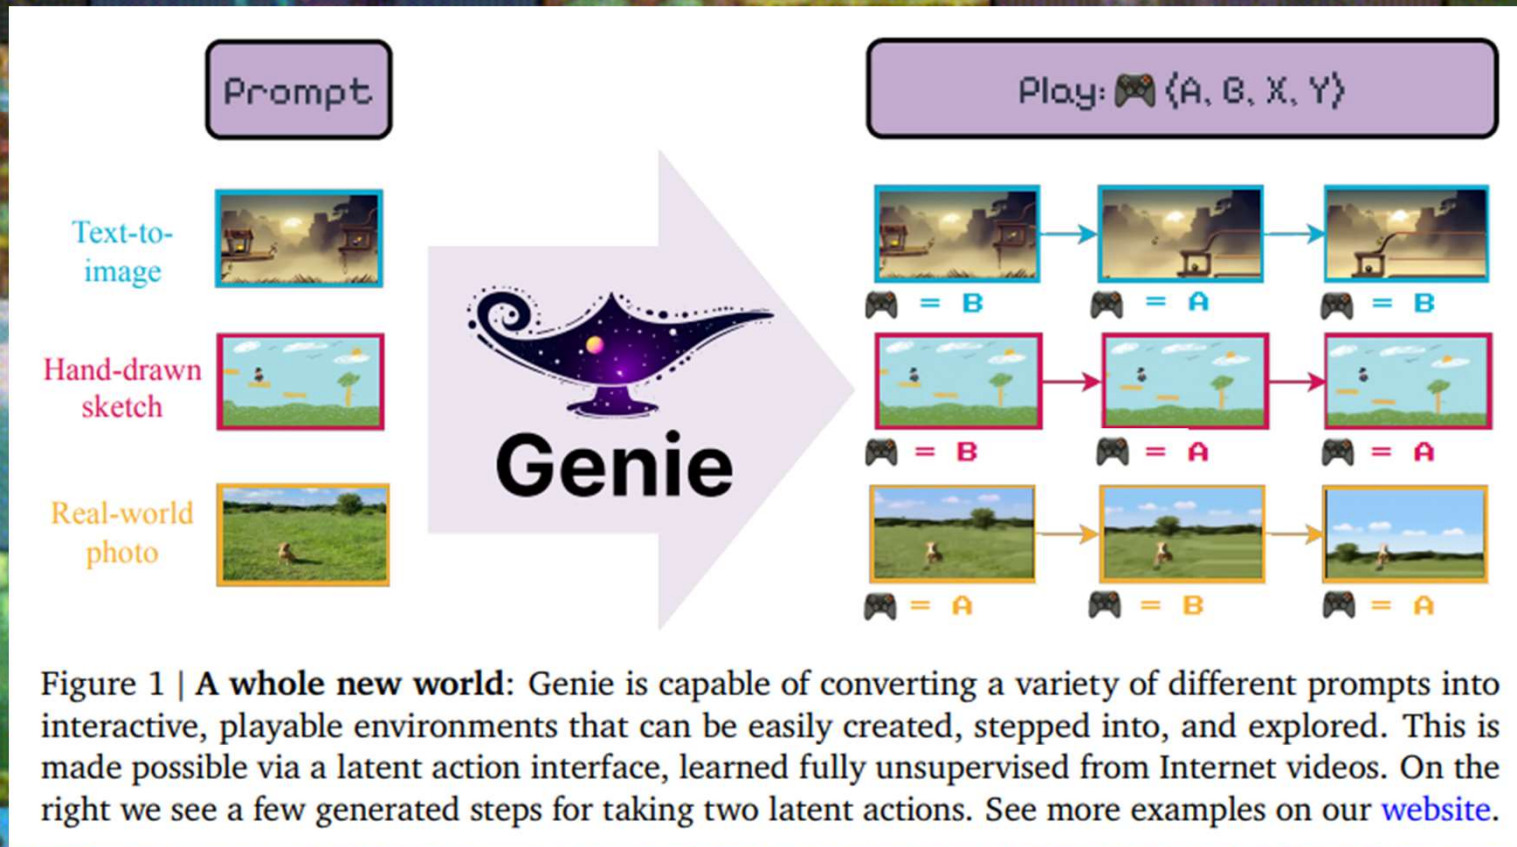 Prompt
Play: {A, B, X, Y}
Text-to-
image
= B
= A
= B
Hand-drawn
sketch
= B
= A
= A
Real-world
photo
= A
= B
= A
Genie
Figure 1 | A whole new world: Genie is capable of converting a variety of different prompts into
interactive, playable environments that can be easily created, stepped into, and explored. This is
made possible via a latent action interface, learned fully unsupervised from Internet videos. On the
right we see a few generated steps for taking two latent actions. See more examples on our website.